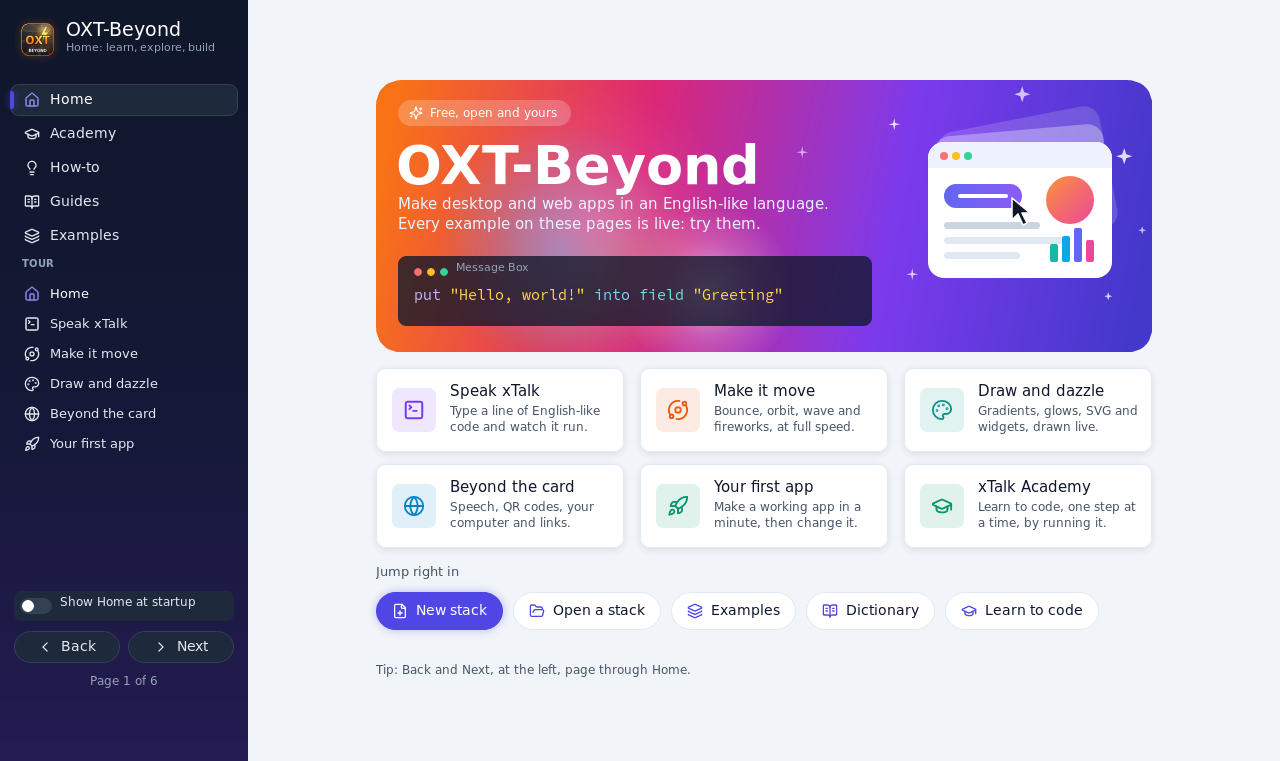 OXT
BEYOND
OXT-Beyond
Home: learn, explore, build
Home
Academy
How-to
Guides
Examples
TOUR
Home
Speak xTalk
Make it move
Draw and dazzle
Beyond the card
Your first app
Show Home at startup
Back
Next
Page 1 of 6
Free, open and yours
OXT-Beyond
Make desktop and web apps in an English-like language.
Every example on these pages is live: try them.
Message Box
put "Hello, world!" into field "Greeting"
Speak xTalk
Type a line of English-like
code and watch it run.
Make it move
Bounce, orbit, wave and
fireworks, at full speed.
Draw and dazzle
Gradients, glows, SVG and
widgets, drawn live.
Beyond the card
Speech, QR codes, your
computer and links.
Your first app
Make a working app in a
minute, then change it.
xTalk Academy
Learn to code, one step at
a time, by running it.
Jump right in
New stack
Open a stack
Examples
Dictionary
Learn to code
Tip: Back and Next, at the left, page through Home.